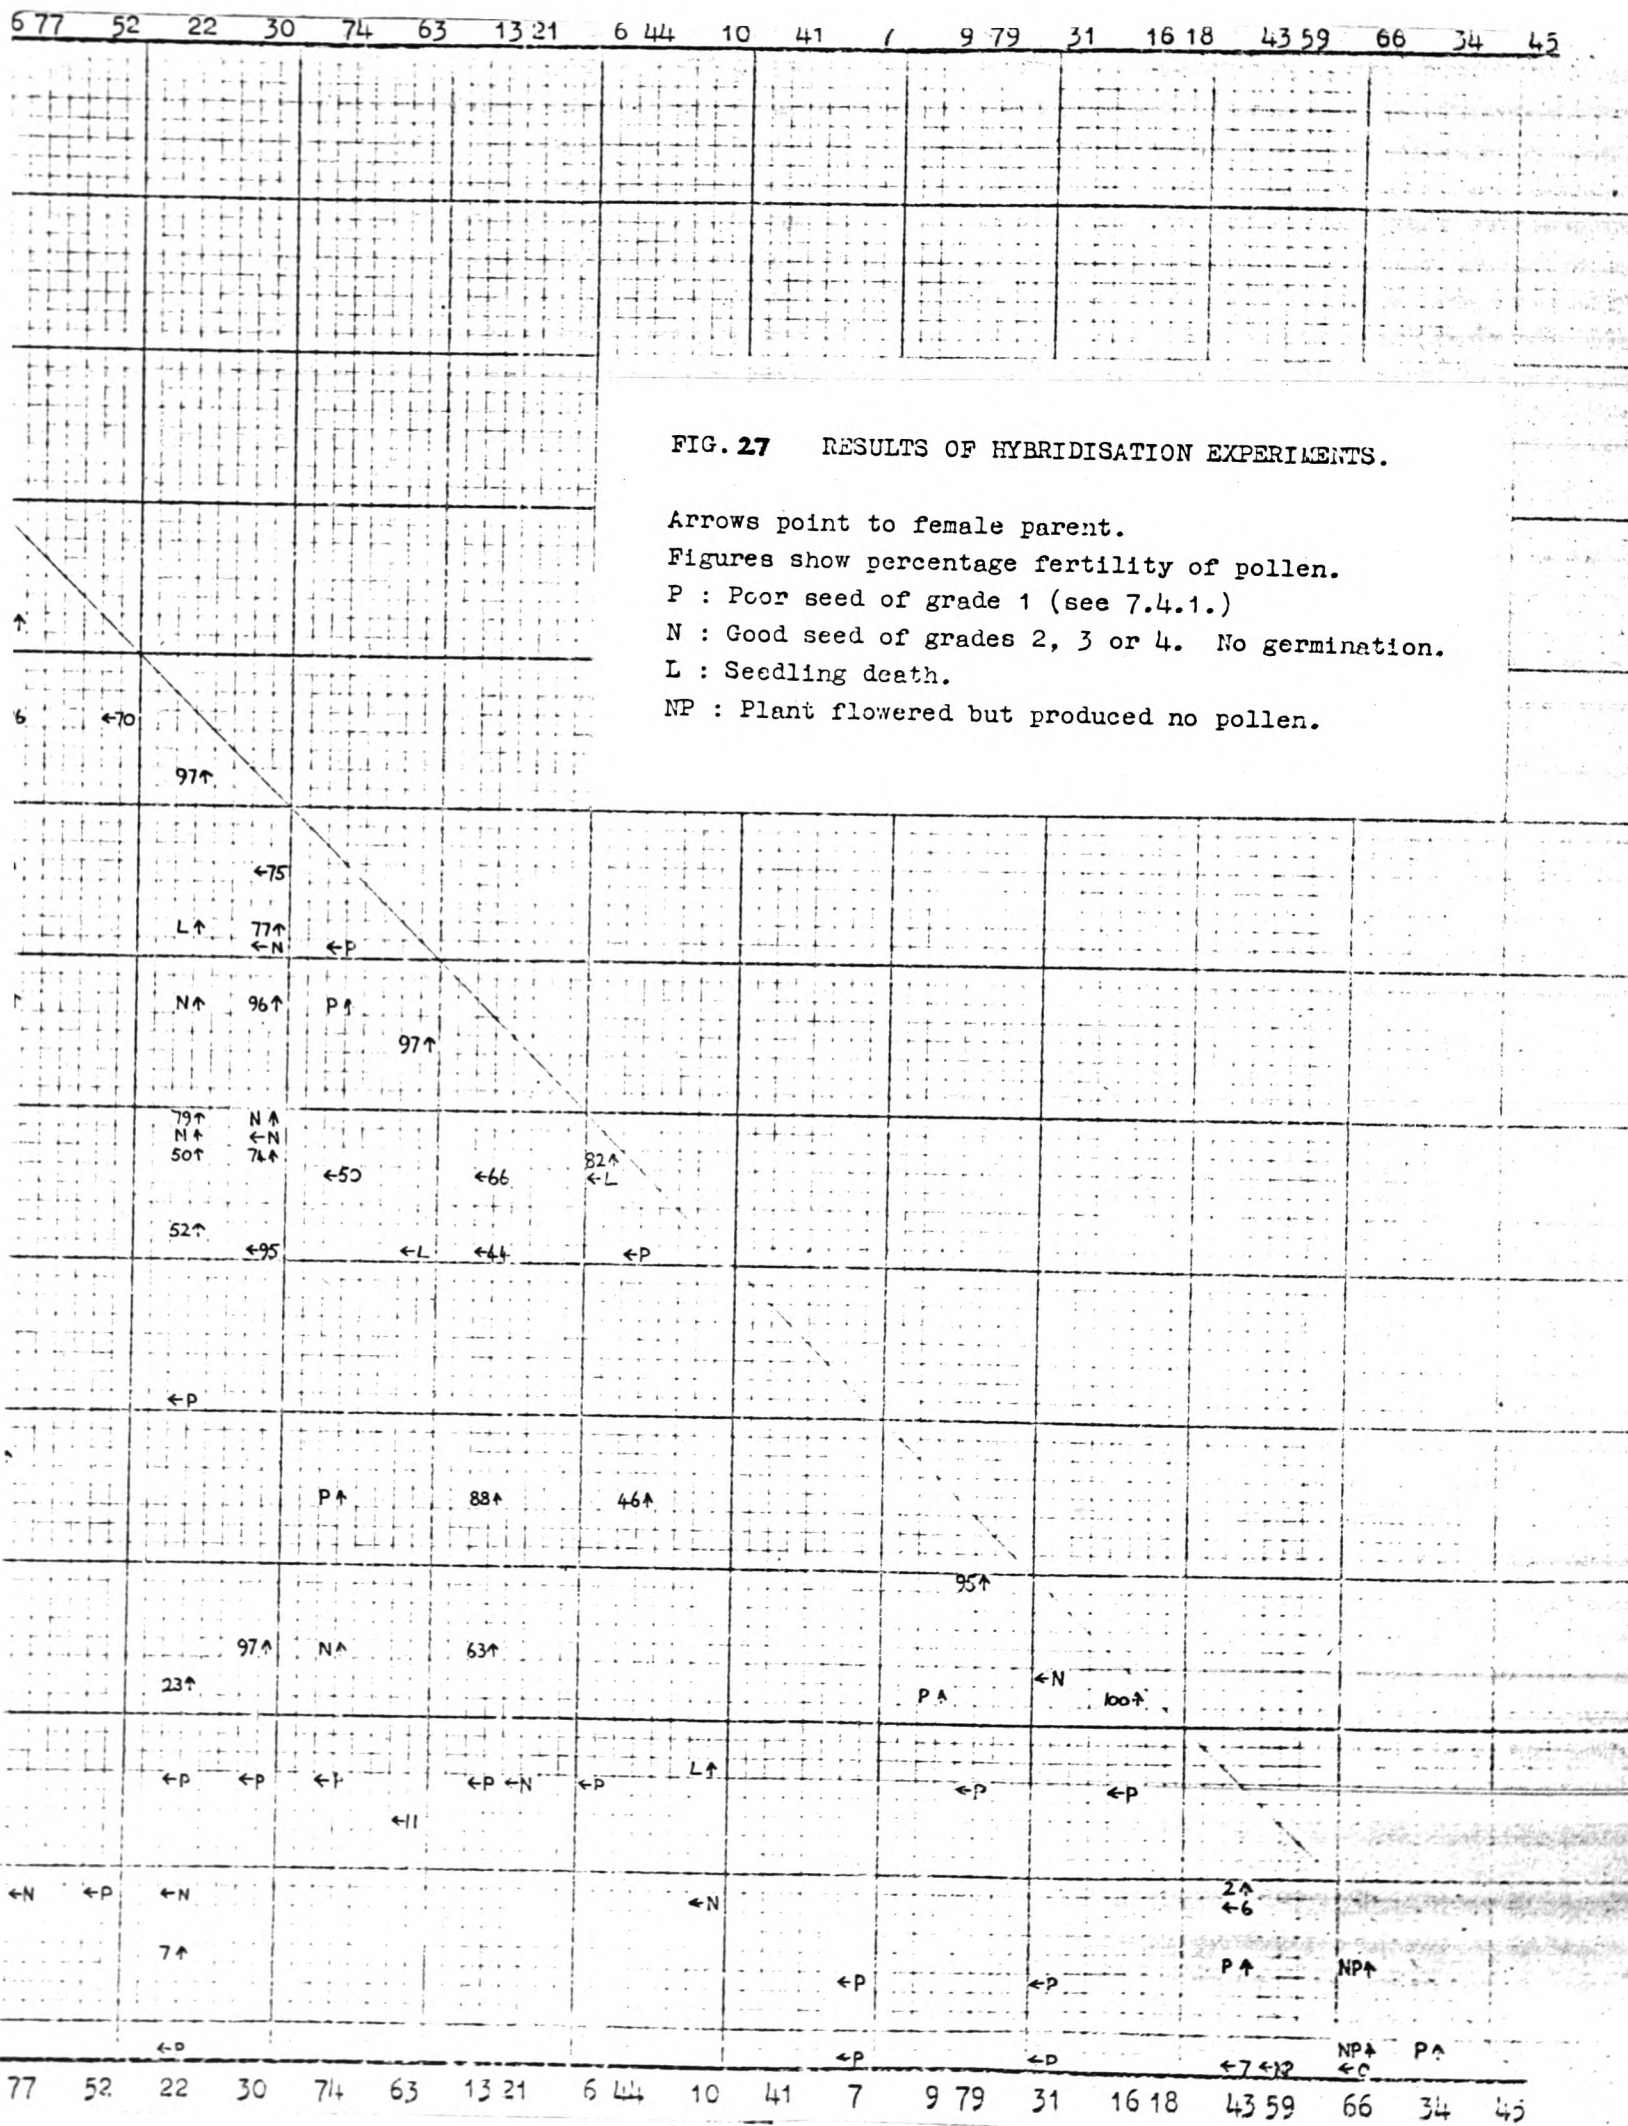 6 77 52 22 30 74 63 13 21 6 44 10 41 9 79 31 16 18 43 59 66 34 45
FIG. 27 RESULTS OF HYBRIDISATION EXPERIMENTS.
Arrows point to female parent.
Figures show percentage fertility of pollen.
P : Poor seed of grade 1 (see 7.4.1.)
↑
N : Good seed of grades 2, 3 or 4. No germination.
L : Seedling death.
6 ←70
NP : Plant flowered but produced no pollen.
97↑
←75
L↑ 77↑
←N ←P
N↑ 96↑ P↑
97↑
79↑ N↑
N↑ ←N
50↑ 74↑
82↑
←50 ←66 ←L
52↑
←95 ←L ←44 ←P
←P
P↑ 88↑ 46↑
95↑
97↑ N↑ 63↑
23↑ ←N
P↑ 100↑
L↑
←P ←P ←P ←N ←P ←P ←P
←11
←N ←P ←N ←N 2↑
←6
7↑ P↑ NP↑
←P ←P
NP↑ P↑
←P ←7
77 52 22 30 74 63 13 21 6 44 10 41 7 9 79 31 16 18 43 59 66 34 45